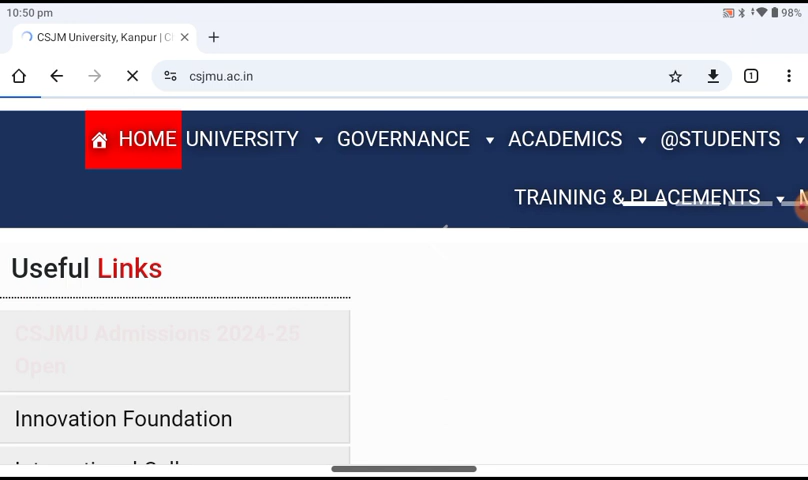 10:50 pm
98%
CSJM University, Kanpur | C
csjmu.ac.in
1
HOME UNIVERSITY GOVERNANCE ACADEMICS @STUDENTS
TRAINING & PLACEMENTS
Useful Links
CSJMU Admissions 2024-25
Open
Innovation Foundation